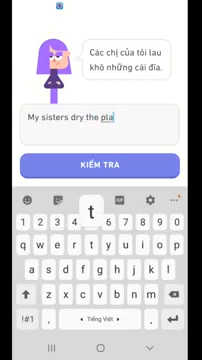 Các chị của tôi lau
khô những cái đĩa.
My sisters dry the pla
KIỂM TRA
t
GIF
1 2 3 4 6 7 8 9 0
q w e r t y u i o p
a s d f g h j k l
z x c v b n m
!#1 , Tiếng Việt .